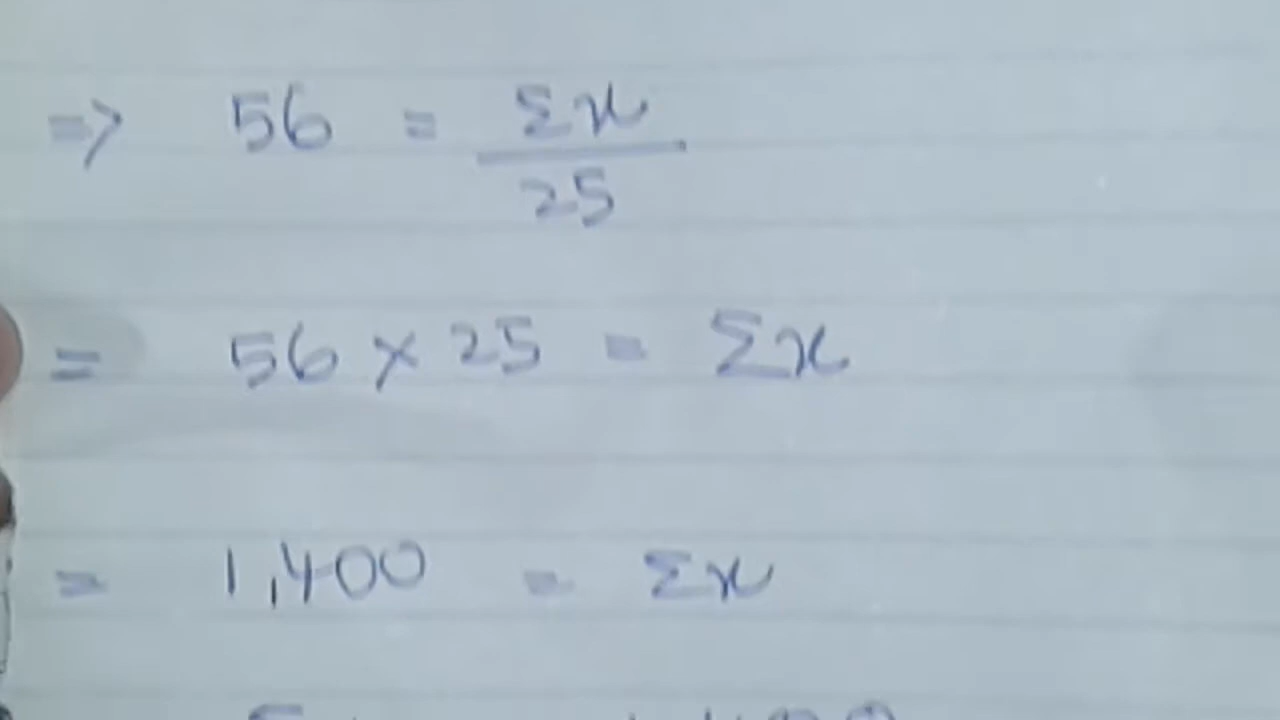 => 56 = Σx / 25
= 56 × 25 = Σx
= 1,400 = Σx